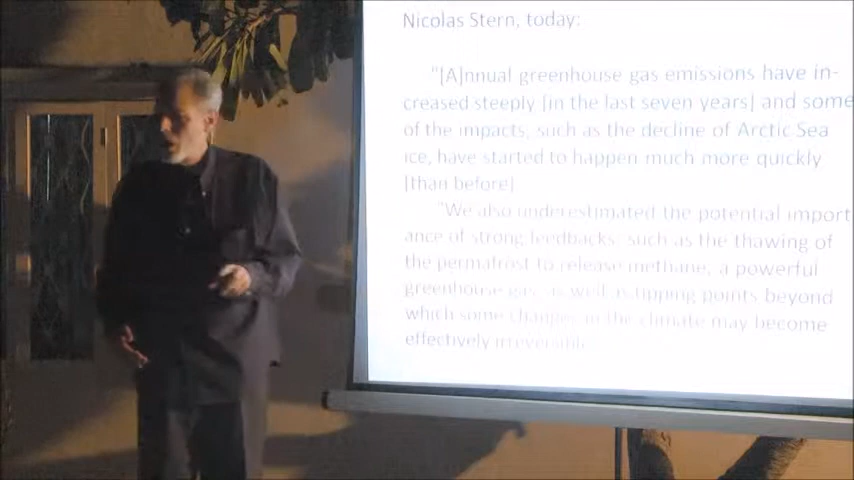 Nicolas Stern, today:
"[A]nnual greenhouse gas emissions have in-
creased steeply [in the last seven years] and some
of the impacts, such as the decline of Arctic Sea
ice, have started to happen much more quickly
[than before]
"We also underestimated the potential import
ance of strong feedbacks, such as the thawing of
the permafrost to release methane, a powerful
greenhouse gas, as well as tipping points beyond
which some changes in the climate may become
effectively irreversible